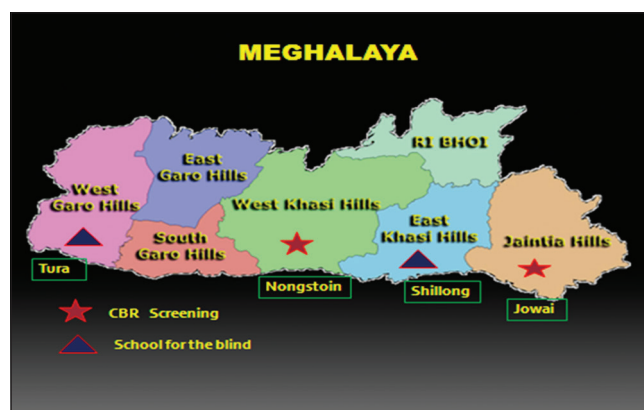 MEGHALAYA
RI BHOI
East
Garo Hills
West
Garo Hills
West Khasi Hills
East
Khasi Hills
Jaintia Hills
South
Garo Hills
Tura
Nongstoin
Shillong
Jowai
CBR Screening
School for the blind